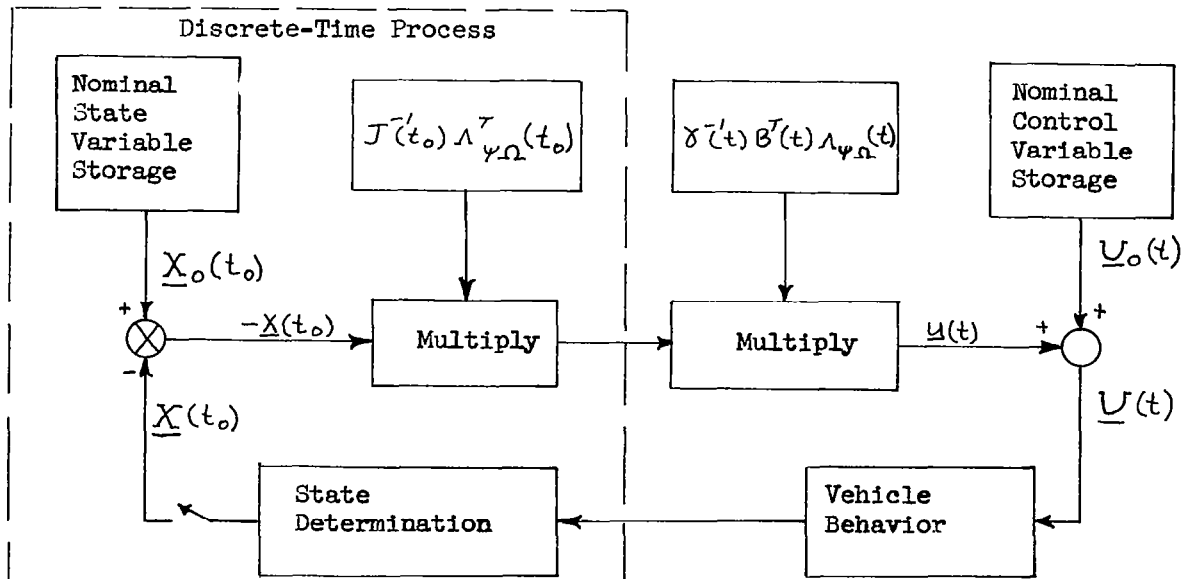 Discrete-Time Process
Nominal
State
Variable
Storage
J⁻¹(t₀) Λᵀ_ψΩ(t₀)
γ⁻¹(t) Bᵀ(t) Λ_ψΩ(t)
Nominal
Control
Variable
Storage
X₀(t₀)
U₀(t)
+
-x(t₀)
Multiply
Multiply
u(t)
+
+
-
X(t₀)
U(t)
State
Determination
Vehicle
Behavior